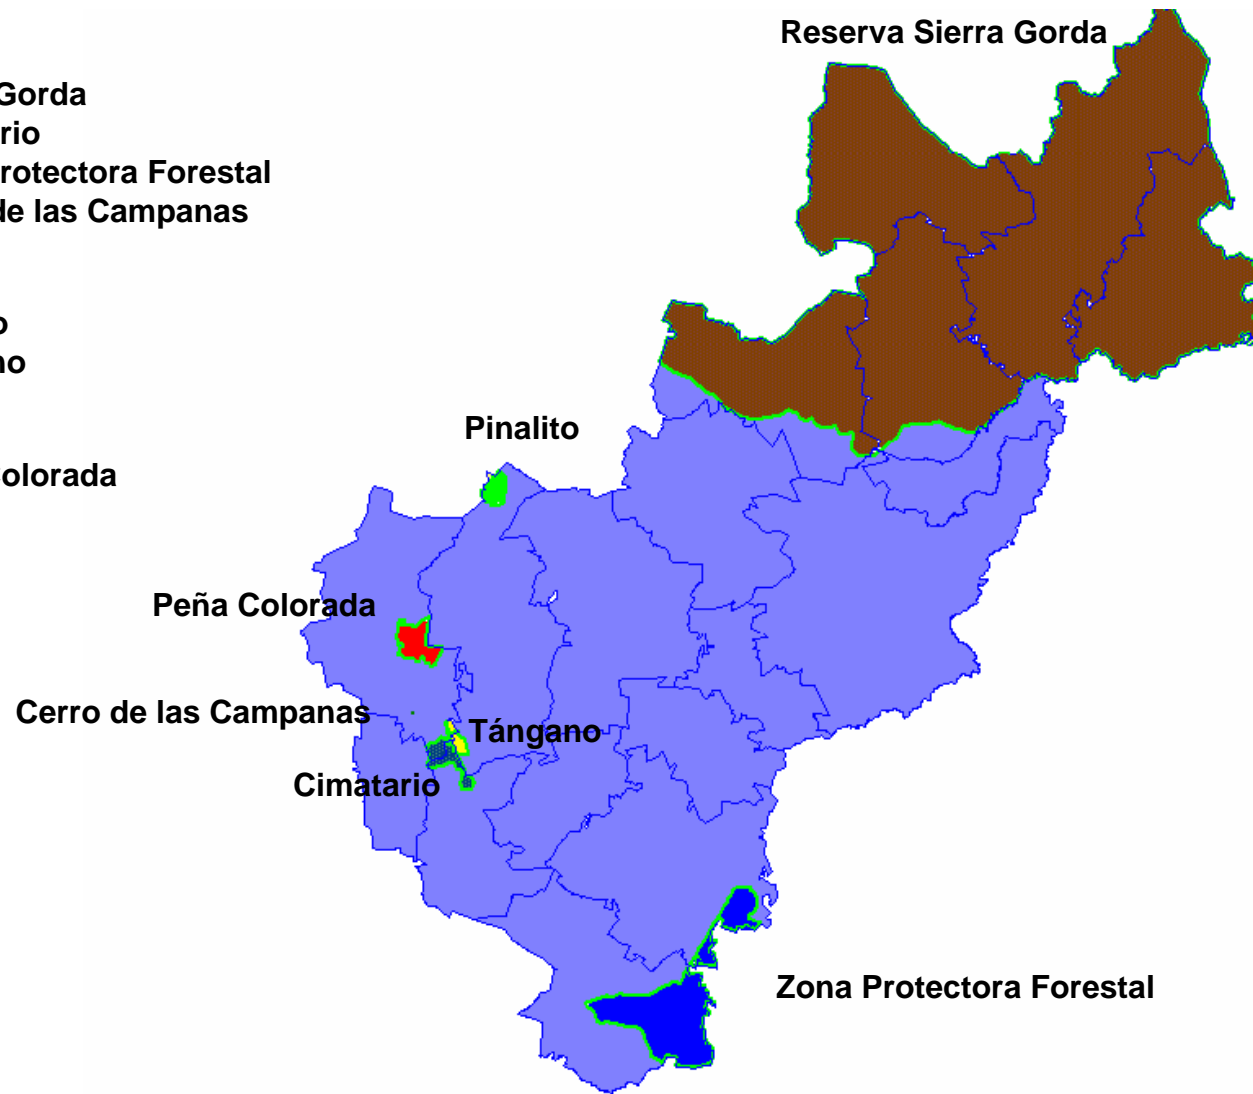 Reserva Sierra Gorda
Gorda
rio
rotectora Forestal
de las Campanas
o
no
Pinalito
Colorada
Peña Colorada
Cerro de las Campanas
Tángano
Cimatario
Zona Protectora Forestal